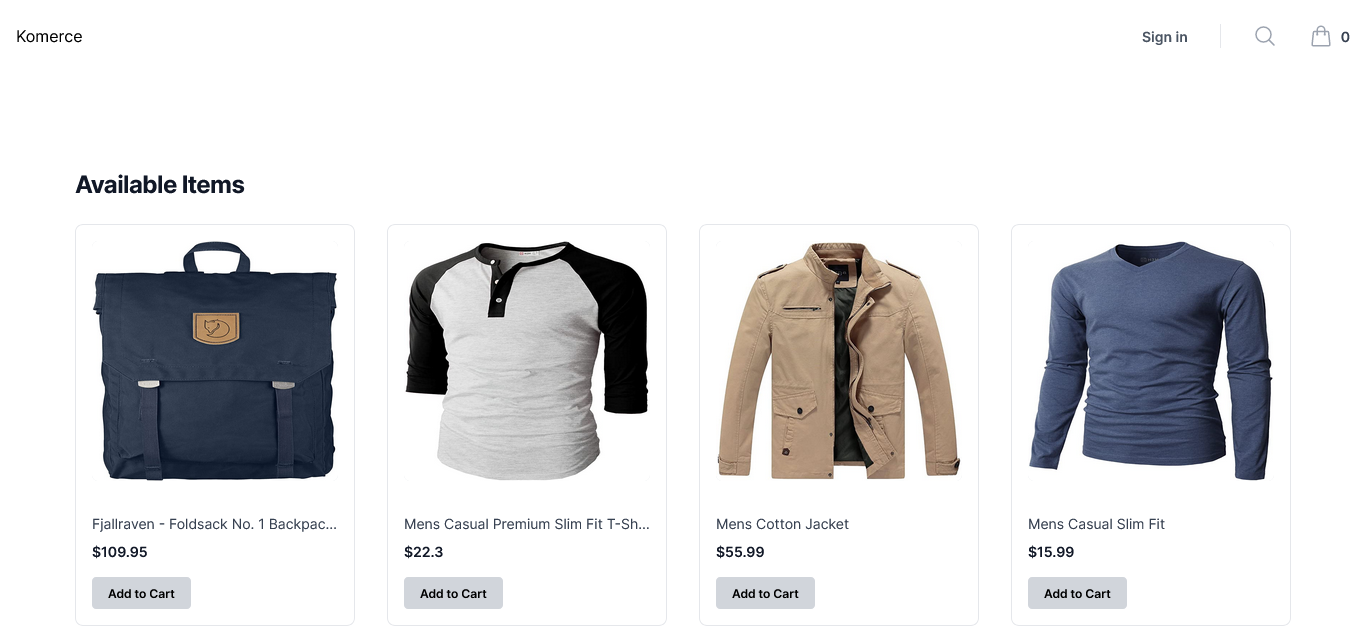 Komerce
Sign in
0
Available Items
Fjallraven - Foldsack No. 1 Backpac...
$109.95
Add to Cart
Mens Casual Premium Slim Fit T-Sh...
$22.3
Add to Cart
Mens Cotton Jacket
$55.99
Add to Cart
Mens Casual Slim Fit
$15.99
Add to Cart